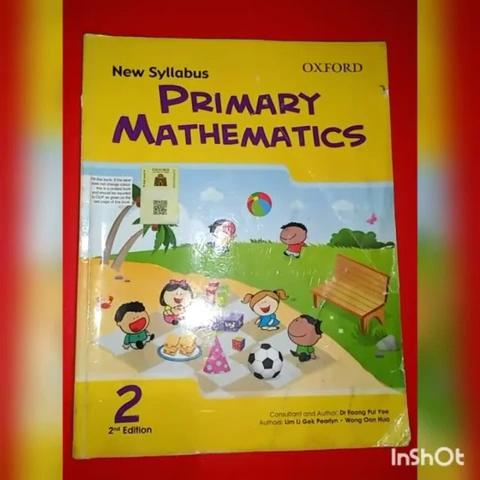 New Syllabus
OXFORD
PRIMARY
MATHEMATICS
2
2nd Edition
Consultant and Author: Dr Foong Pui Yee
Authors: Lim Li Gek Pearlyn • Wong Oon Hua
InShOt